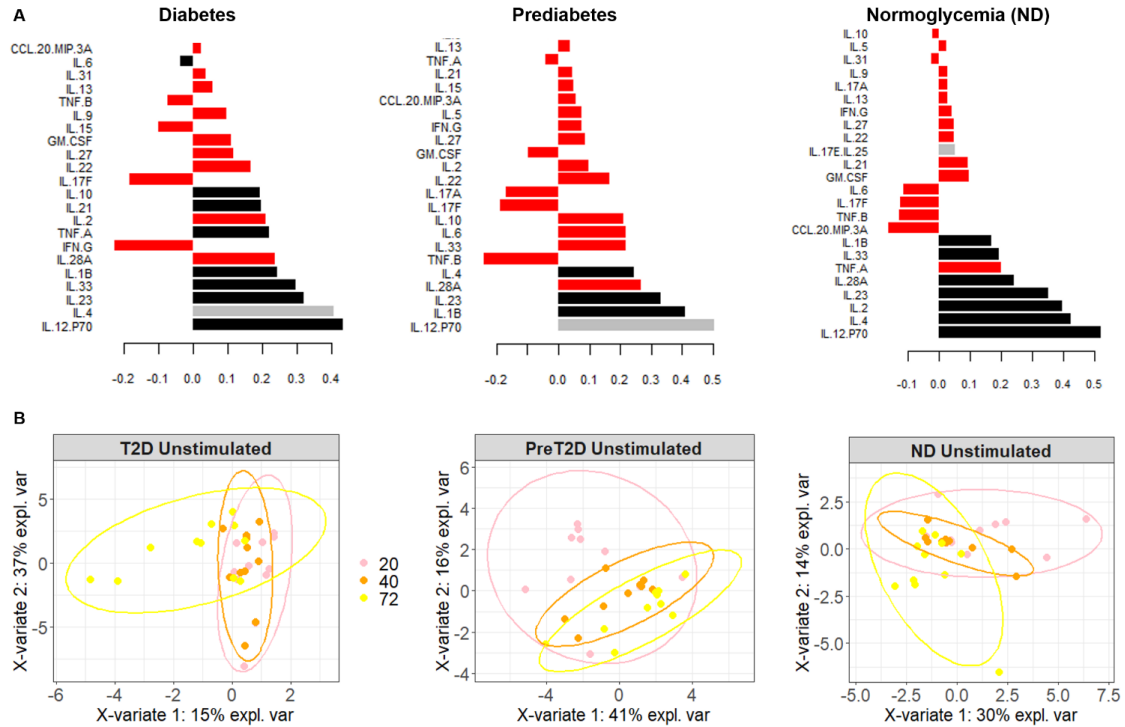 A
Diabetes
CCL.20.MIP.3A
IL.6
IL.31
IL.13
TNF.B
IL.9
IL.15
GM.CSF
IL.27
IL.22
IL.17F
IL.10
IL.21
IL.2
TNF.A
IFN.G
IL.28A
IL.1B
IL.33
IL.23
IL.4
IL.12.P70
-0.2 -0.1 0.0 0.1 0.2 0.3 0.4
Prediabetes
IL.13
TNF.A
IL.21
IL.15
CCL.20.MIP.3A
IL.5
IFN.G
IL.27
GM.CSF
IL.2
IL.22
IL.17A
IL.17F
IL.10
IL.6
IL.33
TNF.B
IL.4
IL.28A
IL.23
IL.1B
IL.12.P70
-0.2 -0.1 0.0 0.1 0.2 0.3 0.4 0.5
Normoglycemia (ND)
IL.10
IL.5
IL.31
IL.9
IL.17A
IL.13
IFN.G
IL.27
IL.22
IL.17E.IL.25
IL.21
GM.CSF
IL.6
IL.17F
TNF.B
CCL.20.MIP.3A
IL.1B
IL.33
TNF.A
IL.28A
IL.23
IL.2
IL.4
IL.12.P70
-0.1 0.0 0.1 0.2 0.3 0.4 0.5
B
T2D Unstimulated
X-variate 2: 37% expl. var
5
0
-5
-6 -4 -2 0 2
X-variate 1: 15% expl. var
20
40
72
PreT2D Unstimulated
X-variate 2: 16% expl. var
6
4
2
0
-2
-4
-4 0 4
X-variate 1: 41% expl. var
ND Unstimulated
X-variate 2: 14% expl. var
2.5
0.0
-2.5
-5.0
-5.0 -2.5 0.0 2.5 5.0 7.5
X-variate 1: 30% expl. var